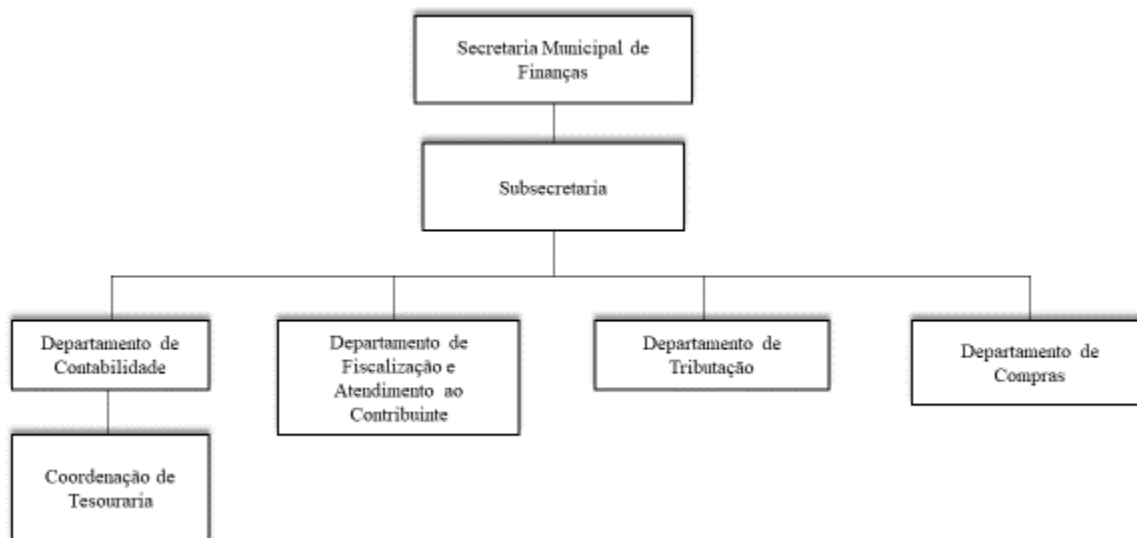 Secretaria Municipal de
Finanças
Subsecretaria
Departamento de
Contabilidade
Departamento de
Fiscalização e
Atendimento ao
Contribuinte
Departamento de
Tributação
Departamento de
Compras
Coordenação de
Tesouraria